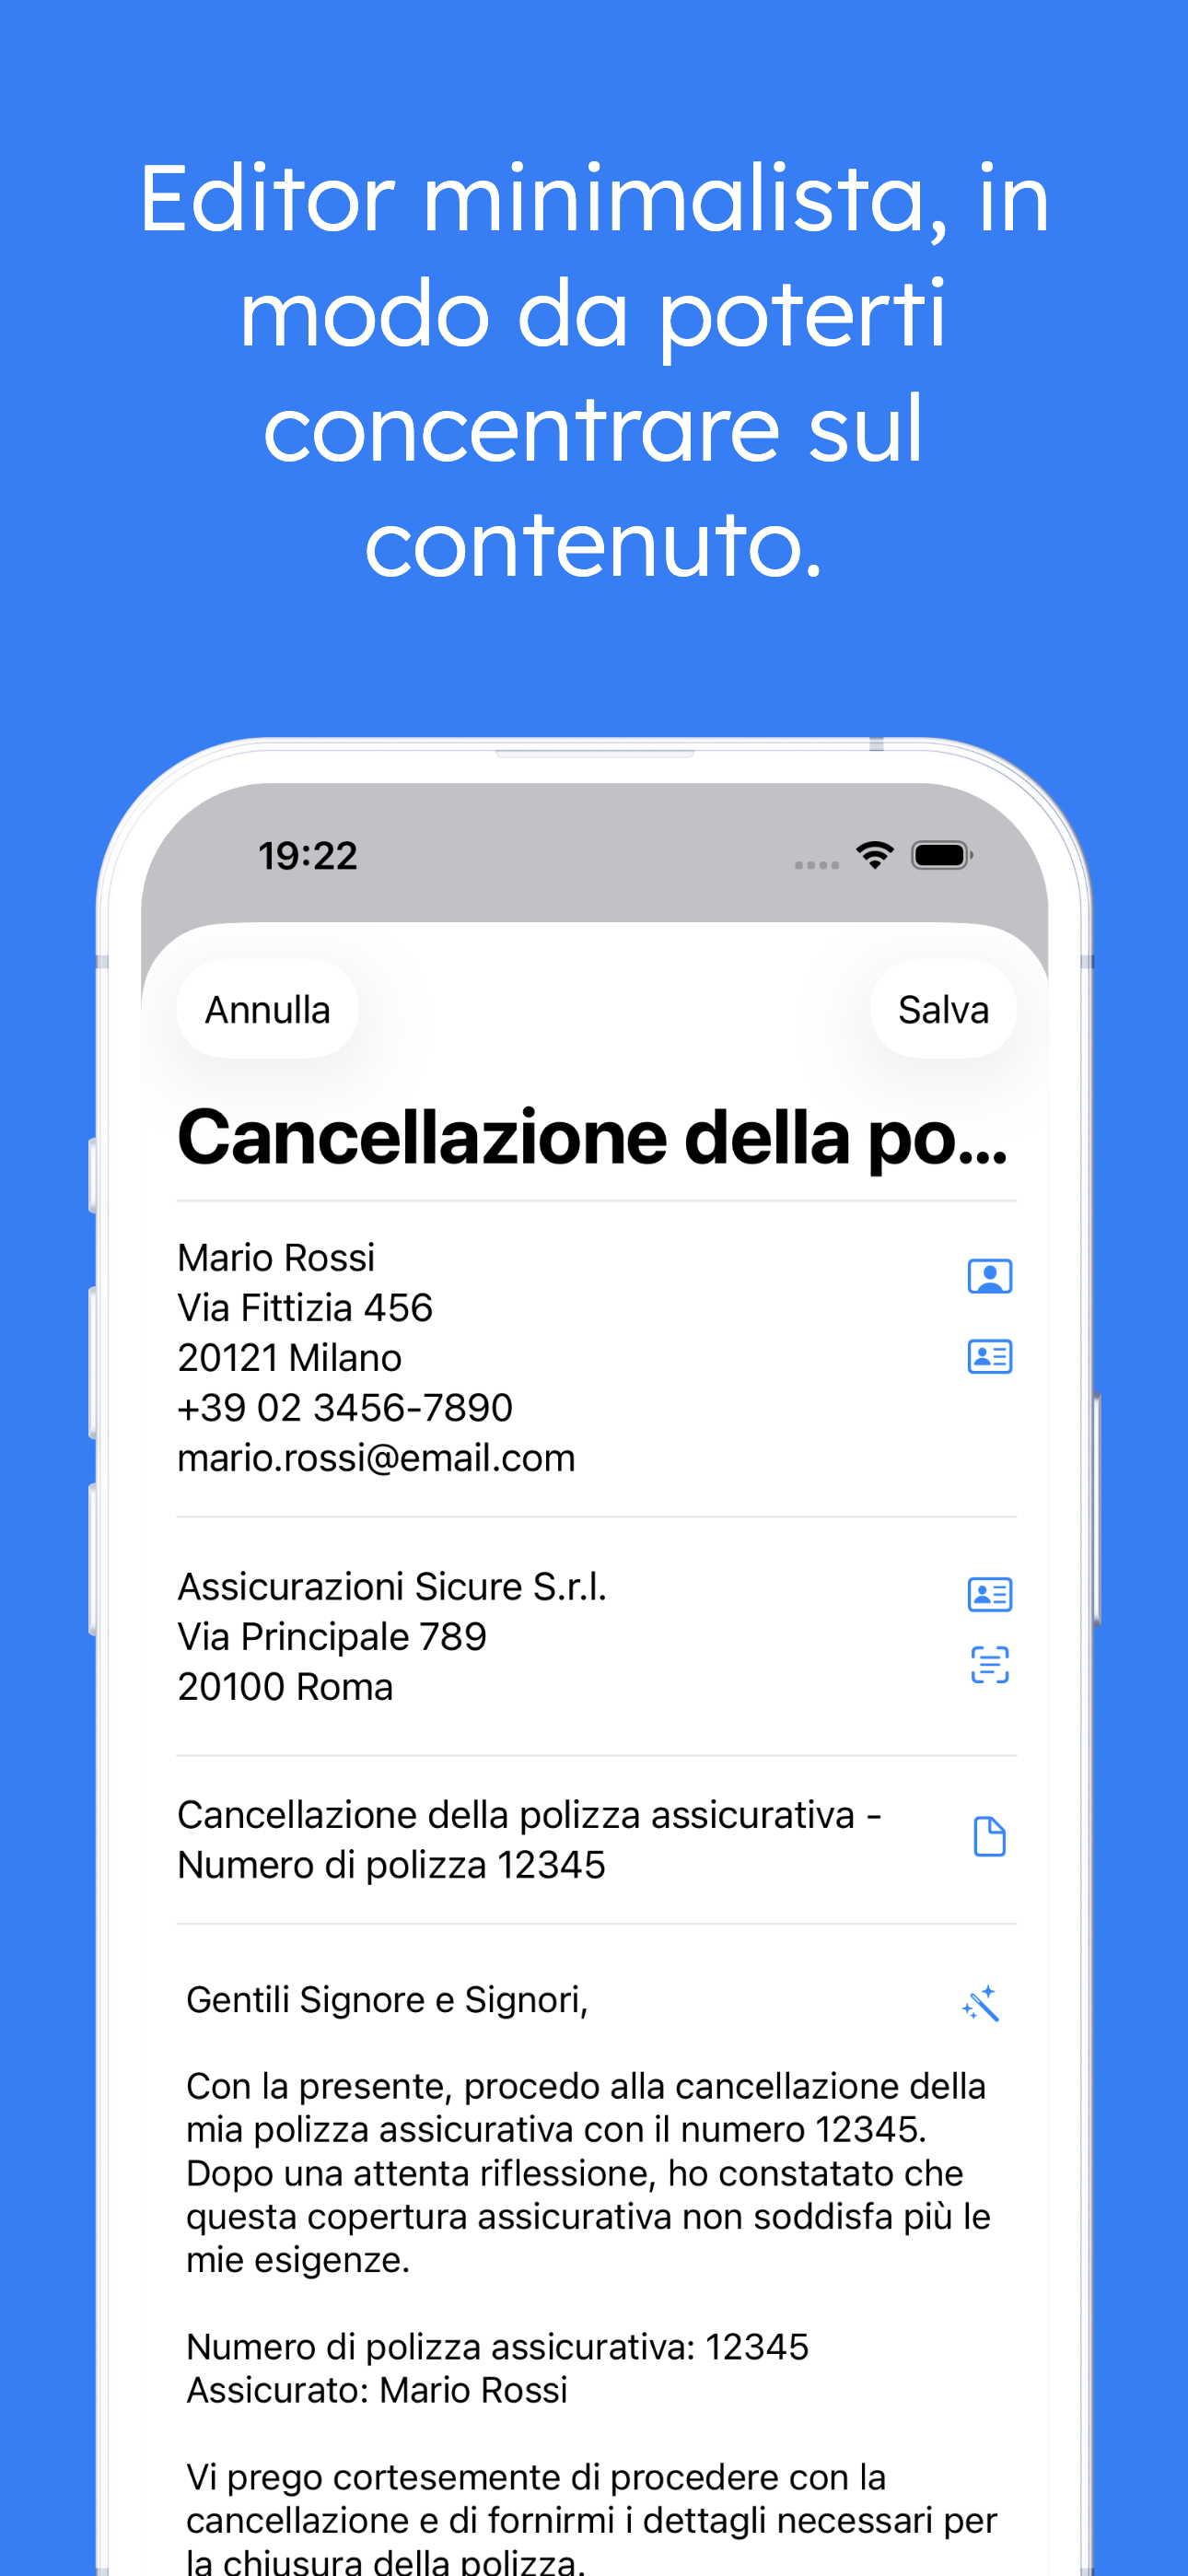 Editor minimalista, in
modo da poterti
concentrare sul
contenuto.
19:22
Annulla
Salva
Cancellazione della po...
Mario Rossi
Via Fittizia 456
20121 Milano
+39 02 3456-7890
mario.rossi@email.com
Assicurazioni Sicure S.r.l.
Via Principale 789
20100 Roma
Cancellazione della polizza assicurativa -
Numero di polizza 12345
Gentili Signore e Signori,
Con la presente, procedo alla cancellazione della
mia polizza assicurativa con il numero 12345.
Dopo una attenta riflessione, ho constatato che
questa copertura assicurativa non soddisfa più le
mie esigenze.
Numero di polizza assicurativa: 12345
Assicurato: Mario Rossi
Vi prego cortesemente di procedere con la
cancellazione e di fornirmi i dettagli necessari per
la chiusura della polizza.